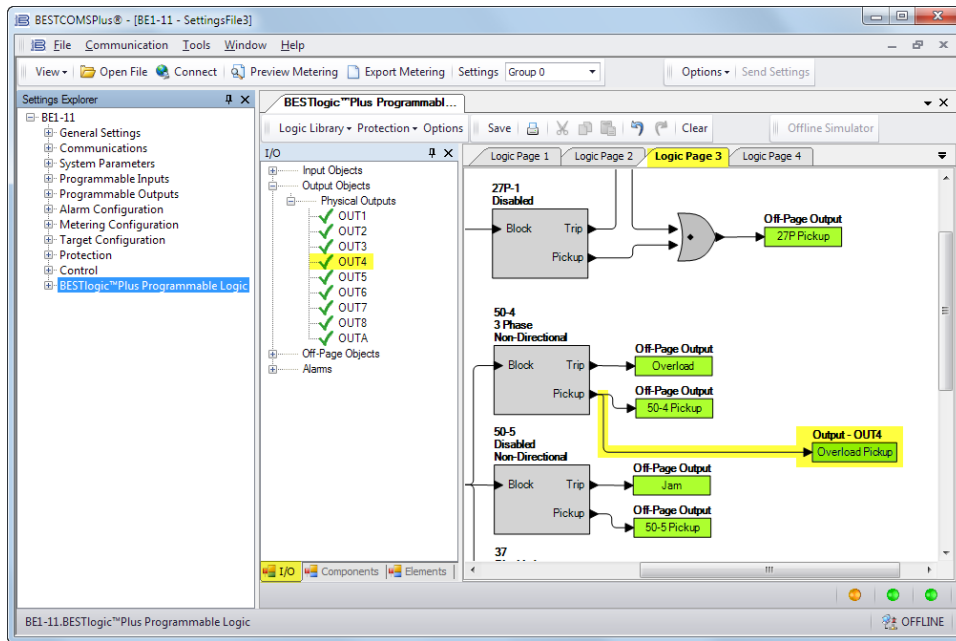 BESTCOMSPlus® - [BE1-11 - SettingsFile3]
File Communication Tools Window Help
View Open File Connect Preview Metering Export Metering Settings Group 0 Options Send Settings
Settings Explorer
BE1-11
General Settings
Communications
System Parameters
Programmable Inputs
Programmable Outputs
Alarm Configuration
Metering Configuration
Target Configuration
Protection
Control
BESTlogic™Plus Programmable Logic
BESTlogic™Plus Programmabl...
Logic Library Protection Options Save Clear Offline Simulator
I/O
Input Objects
Output Objects
Physical Outputs
OUT1
OUT2
OUT3
OUT4
OUT5
OUT6
OUT7
OUT8
OUTA
Off-Page Objects
Alarms
I/O Components Elements
Logic Page 1 Logic Page 2 Logic Page 3 Logic Page 4
27P-1
Disabled
Block Trip
Pickup
Off-Page Output
27P Pickup
50-4
3 Phase
Non-Directional
Block Trip
Pickup
Off-Page Output
Overload
Off-Page Output
50-4 Pickup
Output - OUT4
Overload Pickup
50-5
Disabled
Non-Directional
Block Trip
Pickup
Off-Page Output
Jam
Off-Page Output
50-5 Pickup
37
BE1-11.BESTlogic™Plus Programmable Logic OFFLINE